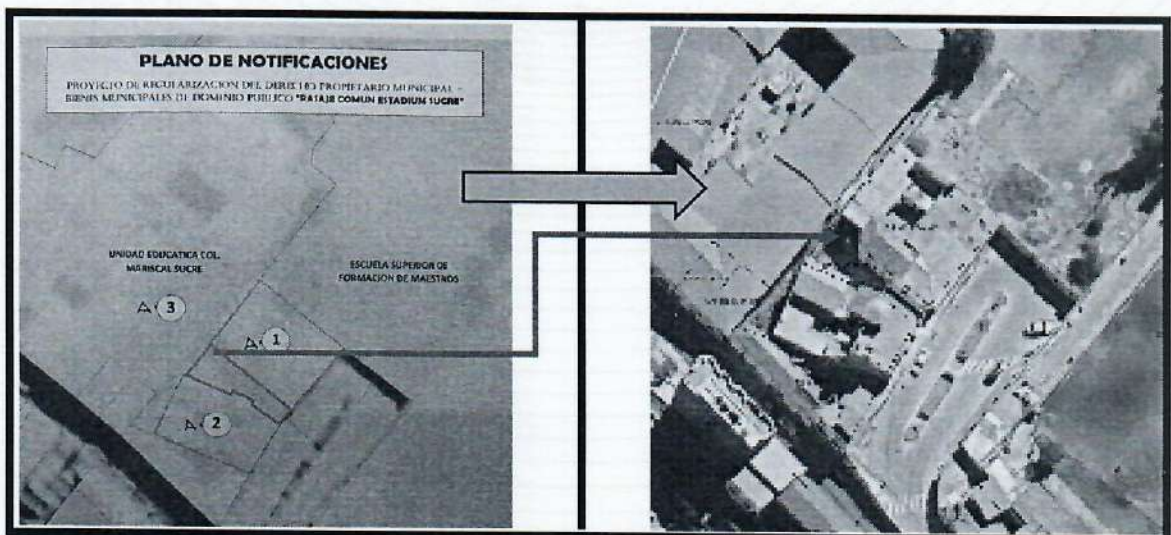 PLANO DE NOTIFICACIONES
PROYECTO DE REGULARIZACION DEL DERECHO PROPIETARIO MUNICIPAL -
BIENES MUNICIPALES DE DOMINIO PUBLICO "RASAJE COMUN ESTADIUM SUCRE"
UNIDAD EDUCATICA COL.
MARISCAL SUCRE
ESCUELA SUPERIOR DE
FORMACION DE MAESTROS
A 3
A 1
A 2